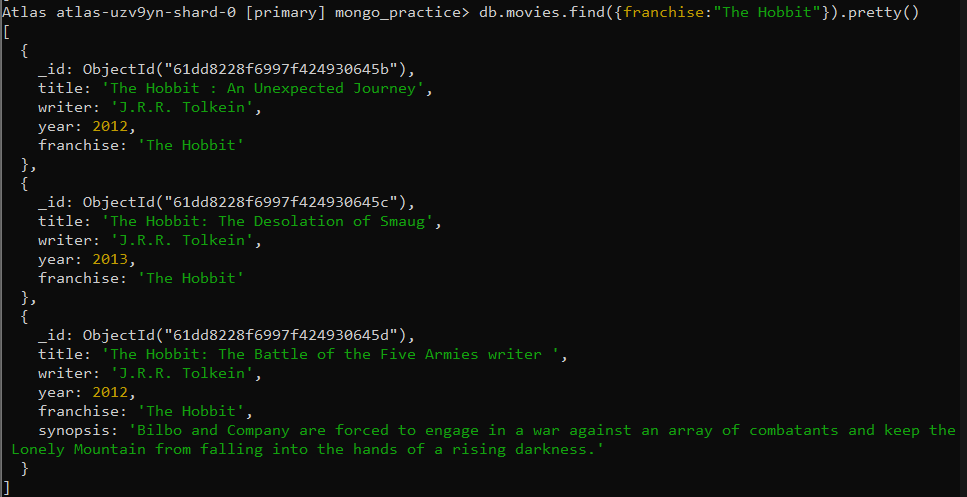 Atlas atlas-uzv9yn-shard-0 [primary] mongo_practice> db.movies.find({franchise:"The Hobbit"}).pretty()
[
  {
    _id: ObjectId("61dd8228f6997f424930645b"),
    title: 'The Hobbit : An Unexpected Journey',
    writer: 'J.R.R. Tolkein',
    year: 2012,
    franchise: 'The Hobbit'
  },
  {
    _id: ObjectId("61dd8228f6997f424930645c"),
    title: 'The Hobbit: The Desolation of Smaug',
    writer: 'J.R.R. Tolkein',
    year: 2013,
    franchise: 'The Hobbit'
  },
  {
    _id: ObjectId("61dd8228f6997f424930645d"),
    title: 'The Hobbit: The Battle of the Five Armies writer ',
    writer: 'J.R.R. Tolkein',
    year: 2012,
    franchise: 'The Hobbit',
    synopsis: 'Bilbo and Company are forced to engage in a war against an array of combatants and keep the
 Lonely Mountain from falling into the hands of a rising darkness.'
  }
]